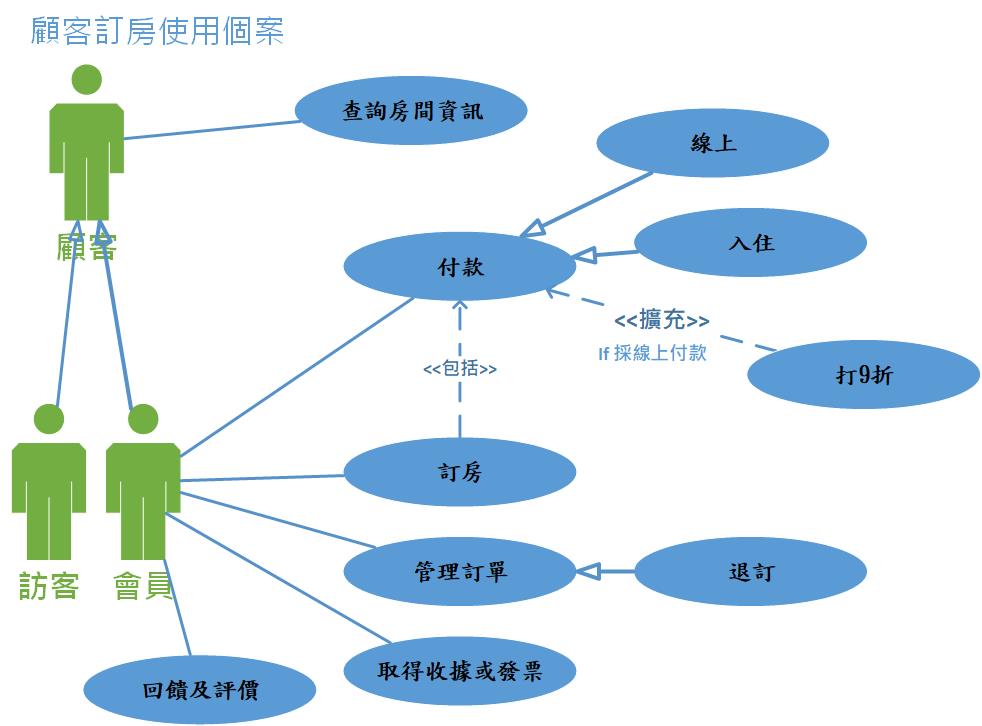 顧客訂房使用個案
查詢房間資訊
線上
顧客
入住
付款
<<擴充>>
If 採線上付款
<<包括>>
打9折
訂房
管理訂單
退訂
訪客
會員
取得收據或發票
回饋及評價